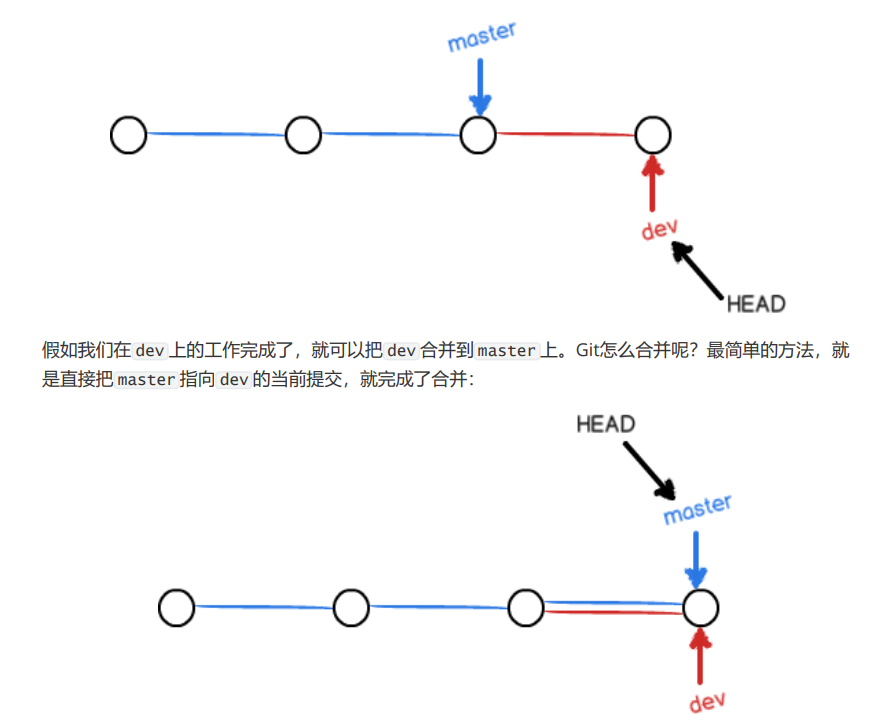 master
dev
HEAD
假如我们在dev上的工作完成了，就可以把dev合并到master上。Git怎么合并呢？最简单的方法，就
是直接把master指向dev的当前提交，就完成了合并：
HEAD
master
dev